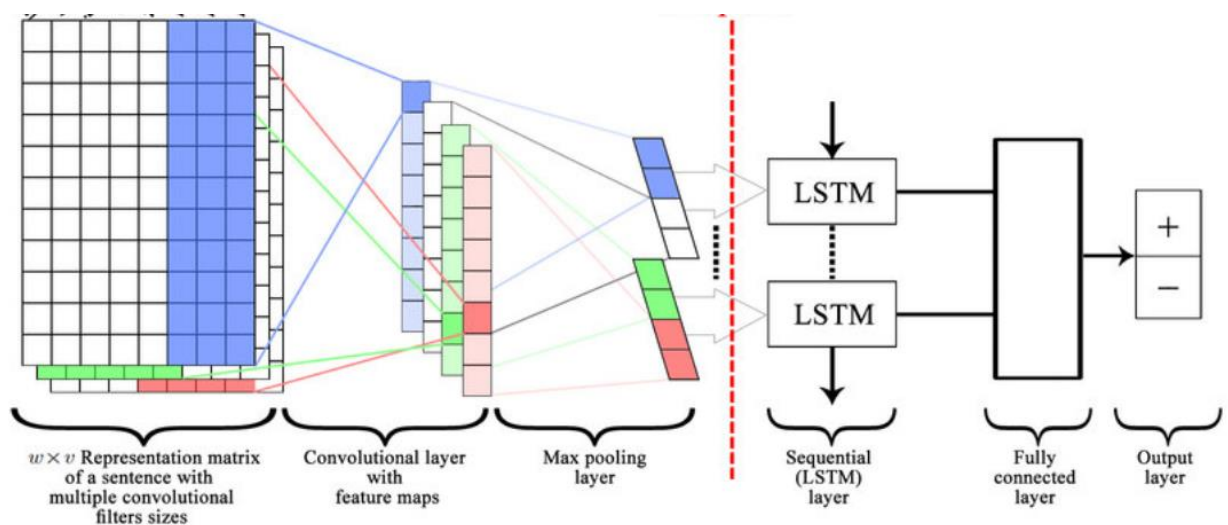 LSTM
LSTM
+
−
w × v Representation matrix
of a sentence with
multiple convolutional
filters sizes
Convolutional layer
with
feature maps
Max pooling
layer
Sequential
(LSTM)
layer
Fully
connected
layer
Output
layer